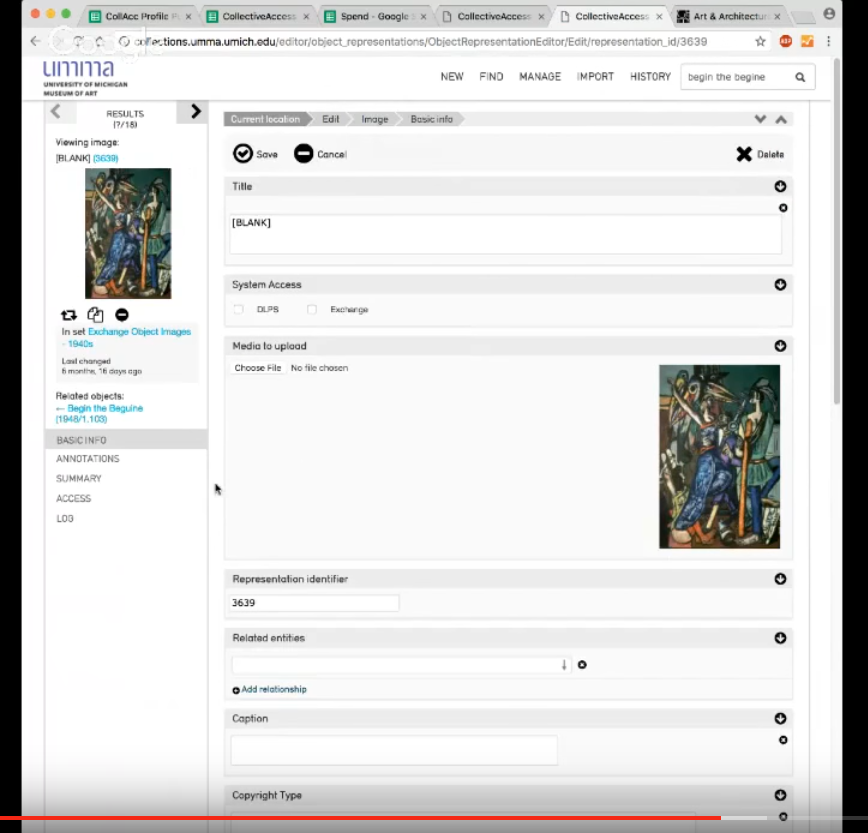 CollAcc Profile
CollectiveAccess
Spend - Google
CollectiveAccess
CollectiveAccess
Art & Architectur
Google
collections.umma.umich.edu/editor/object_representations/ObjectRepresentationEditor/Edit/representation_id/3639
umma
UNIVERSITY OF MICHIGAN
MUSEUM OF ART
NEW FIND MANAGE IMPORT HISTORY begin the begine
RESULTS
(?/18)
Viewing image:
[BLANK] (3639)
In set Exchange Object Images
- 1940s
Last changed
6 months, 16 days ago
Related objects:
← Begin the Beguine
(1948/1.103)
BASIC INFO
ANNOTATIONS
SUMMARY
ACCESS
LOG
Current location Edit Image Basic info
Save Cancel Delete
Title
[BLANK]
System Access
DLPS Exchange
Media to upload
Choose File No file chosen
Representation identifier
3639
Related entities
Add relationship
Caption
Copyright Type